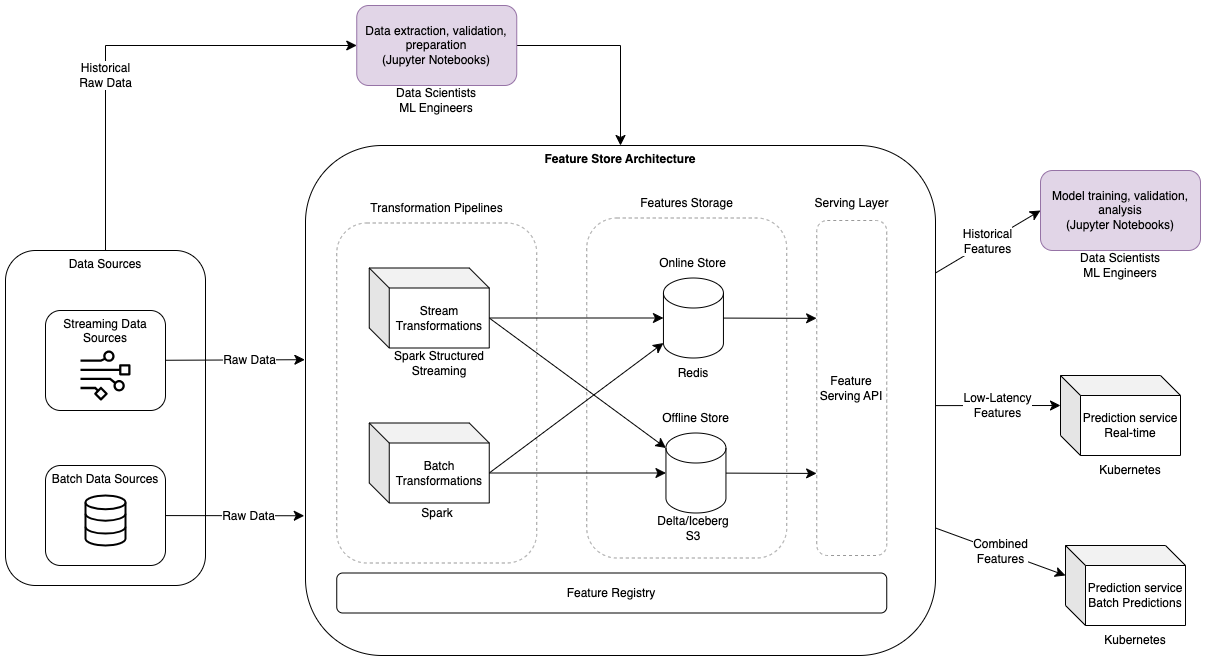 Data extraction, validation,
preparation
(Jupyter Notebooks)
Data Scientists
ML Engineers
Historical
Raw Data
Feature Store Architecture
Data Sources
Streaming Data
Sources
Raw Data
Batch Data Sources
Raw Data
Transformation Pipelines
Stream
Transformations
Spark Structured
Streaming
Batch
Transformations
Spark
Features Storage
Online Store
Redis
Offline Store
Delta/Iceberg
S3
Serving Layer
Feature
Serving API
Feature Registry
Historical
Features
Model training, validation,
analysis
(Jupyter Notebooks)
Data Scientists
ML Engineers
Low-Latency
Features
Prediction service
Real-time
Kubernetes
Combined
Features
Prediction service
Batch Predictions
Kubernetes